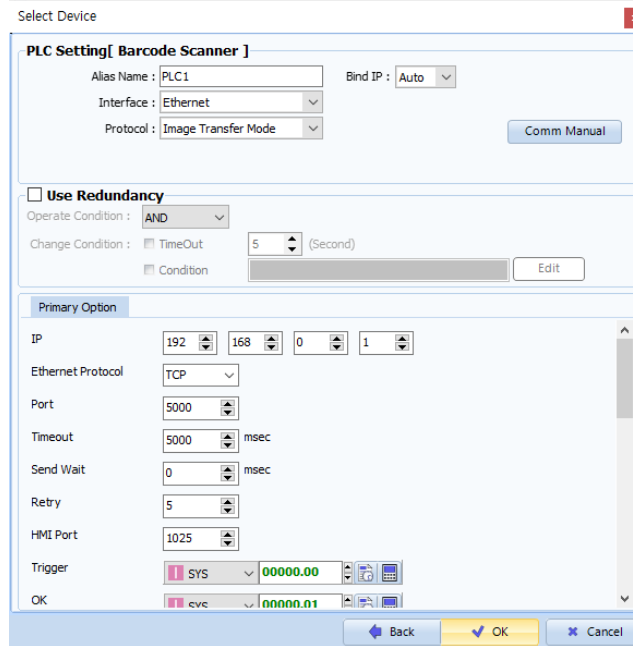 Select Device
PLC Setting[ Barcode Scanner ]
Alias Name : PLC1 Bind IP : Auto
Interface : Ethernet
Protocol : Image Transfer Mode Comm Manual
Use Redundancy
Operate Condition : AND
Change Condition : TimeOut 5 (Second)
Condition Edit
Primary Option
IP 192 168 0 1
Ethernet Protocol TCP
Port 5000
Timeout 5000 msec
Send Wait 0 msec
Retry 5
HMI Port 1025
Trigger SYS 00000.00
OK SYS 00000.01
Back OK Cancel